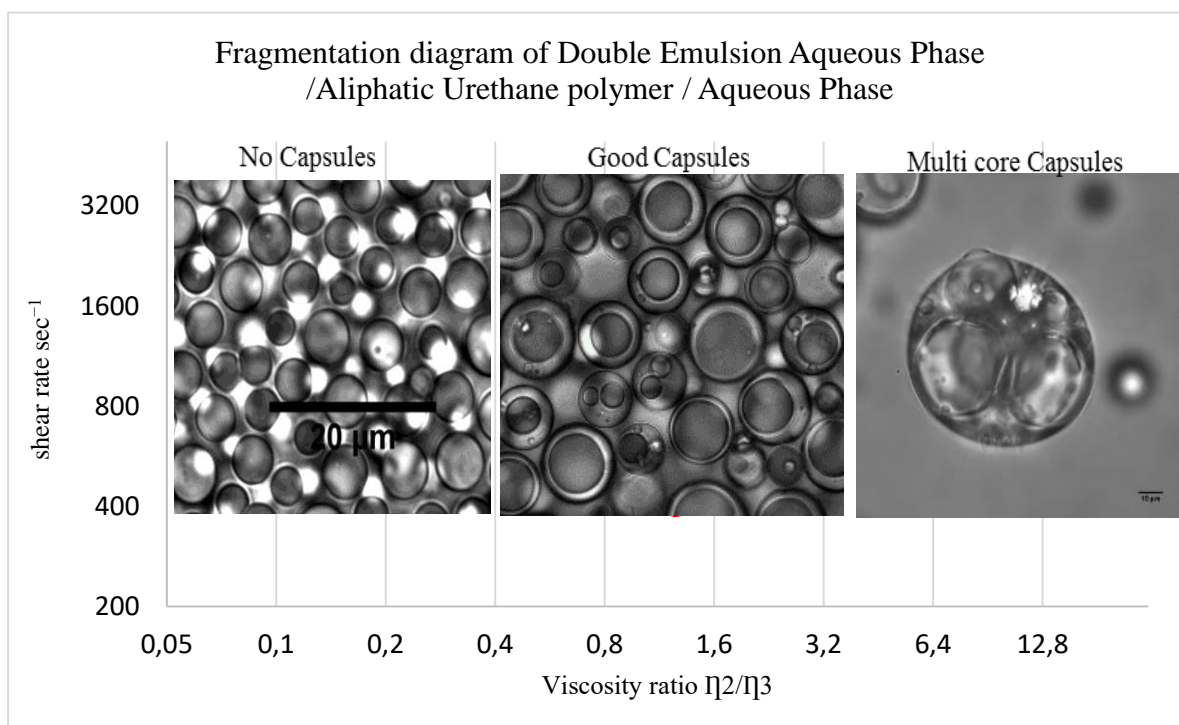 Fragmentation diagram of Double Emulsion Aqueous Phase
/Aliphatic Urethane polymer / Aqueous Phase
No Capsules
Good Capsules
Multi core Capsules
3200
1600
800
400
200
shear rate sec⁻¹
20 µm
10 µm
0,05
0,1
0,2
0,4
0,8
1,6
3,2
6,4
12,8
Viscosity ratio Ƞ2/Ƞ3